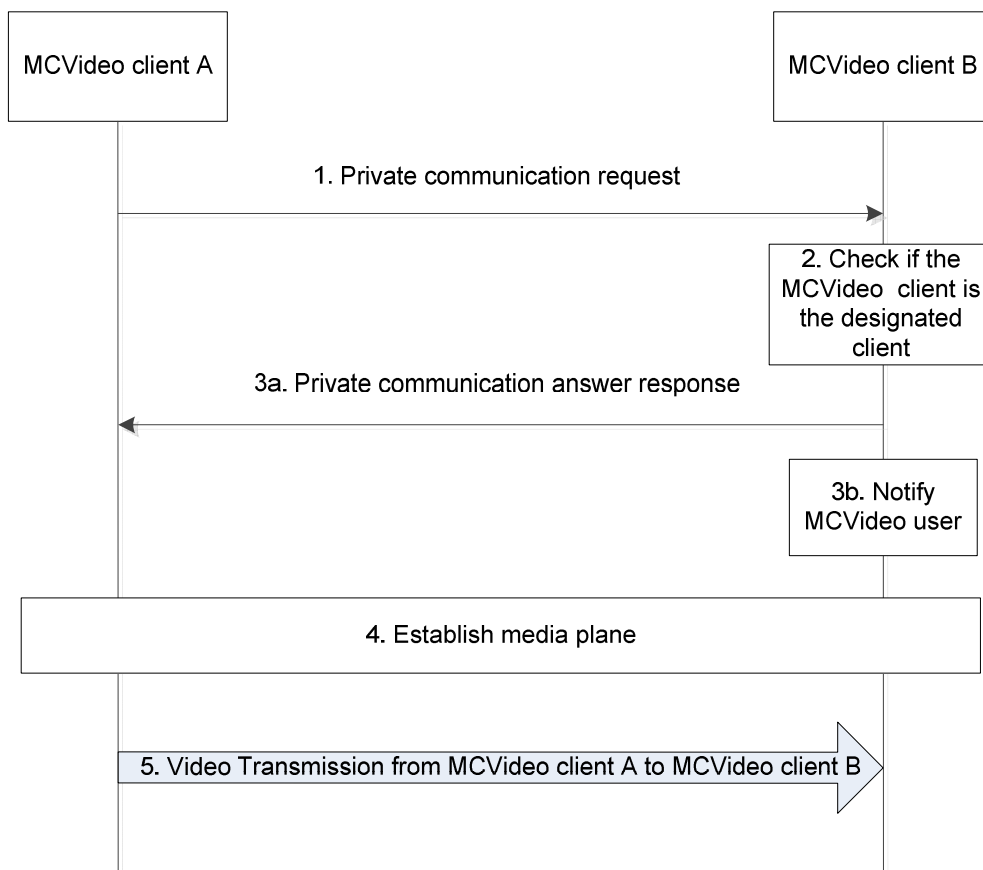 MCVideo client A
MCVideo client B
1. Private communication request
2. Check if the
MCVideo client is
the designated
client
3a. Private communication answer response
3b. Notify
MCVideo user
4. Establish media plane
5. Video Transmission from MCVideo client A to MCVideo client B